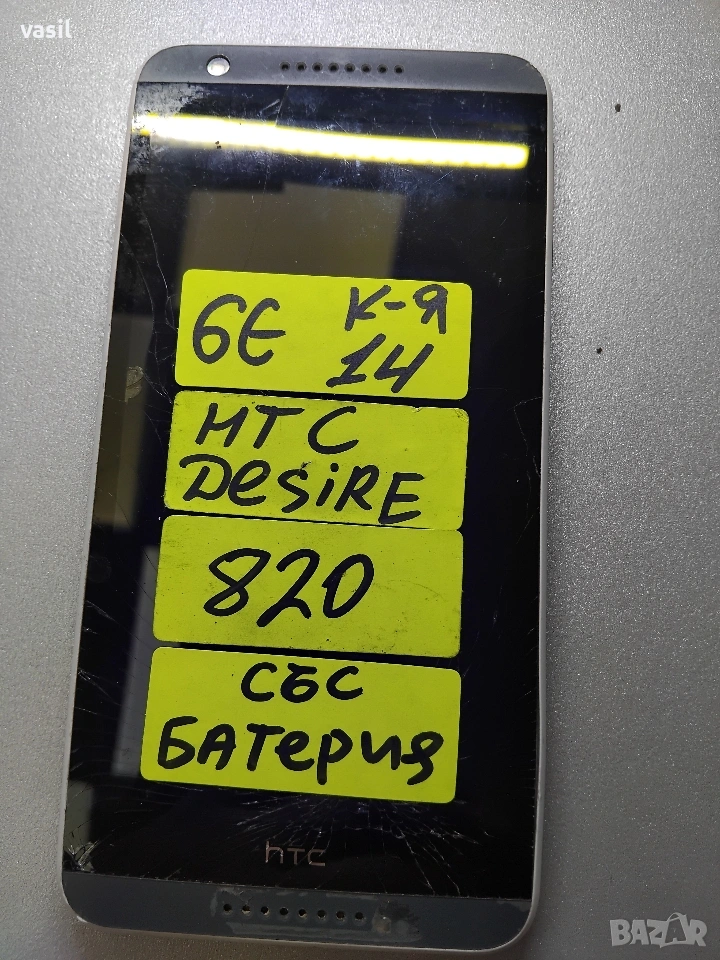 vasil
6E
К-Я
14
HTC
DeSiRE
820
СЪС
БАТерия
hTC
BAZAR